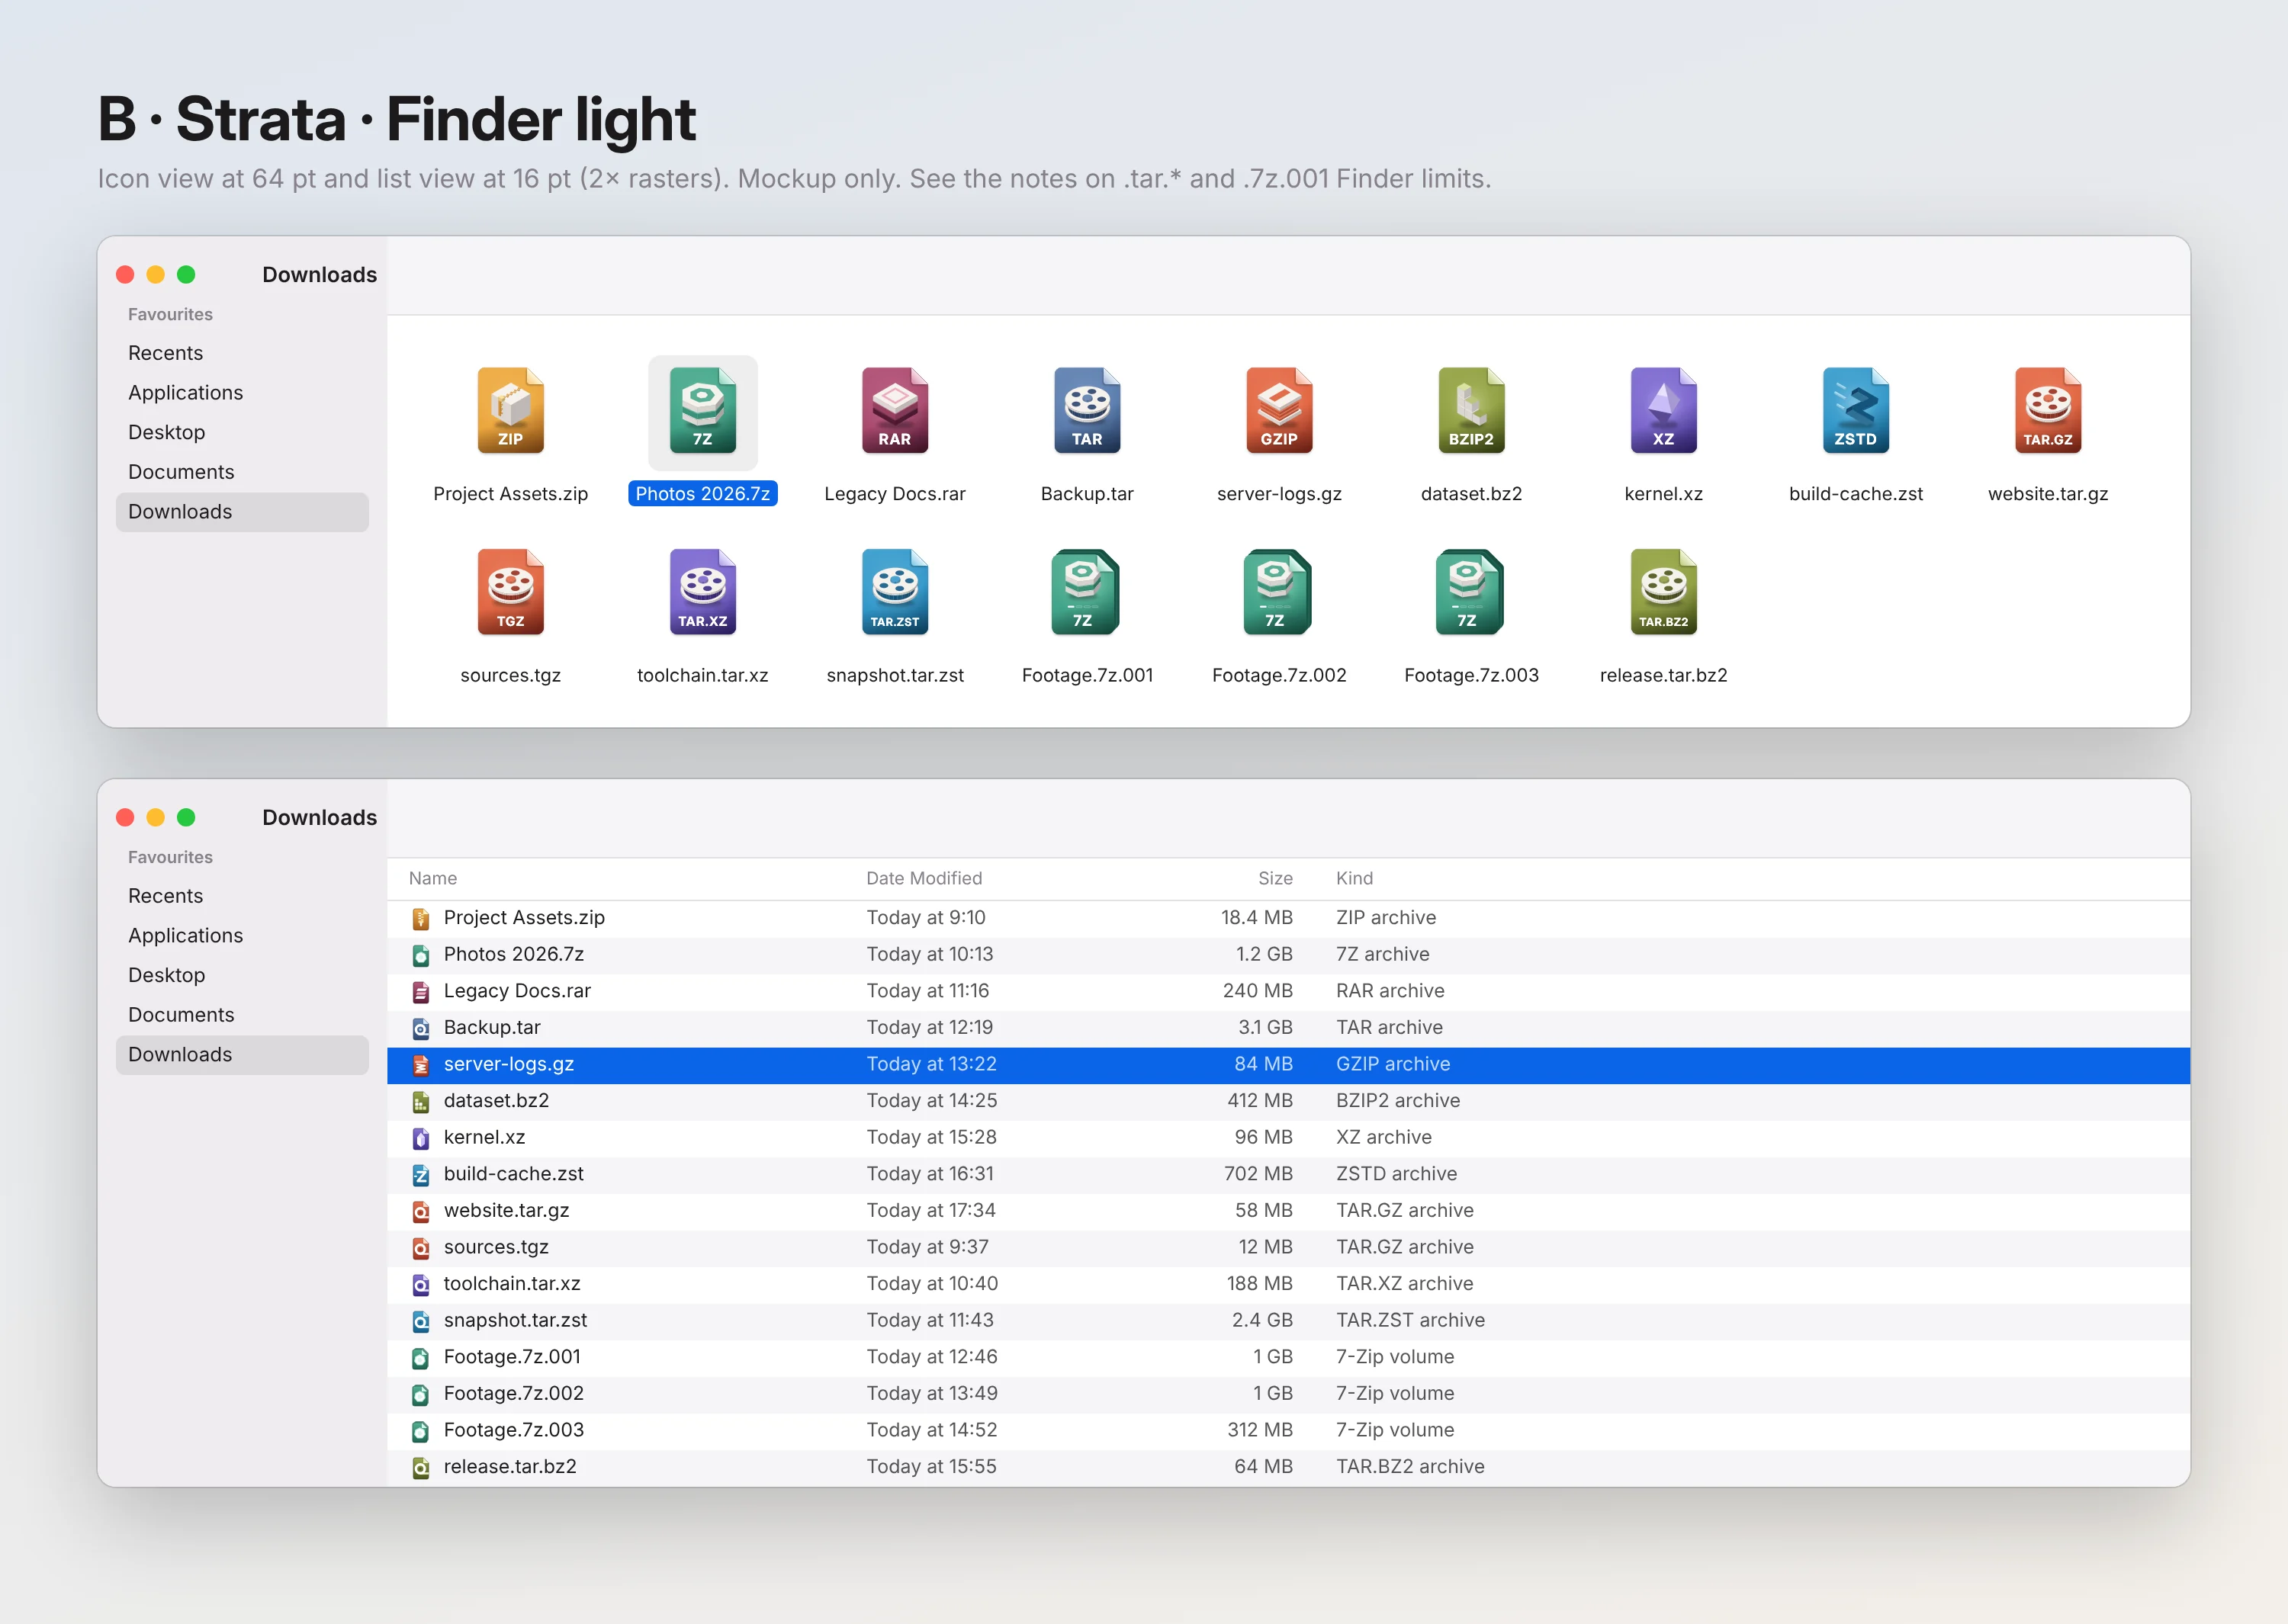 B · Strata · Finder light
Icon view at 64 pt and list view at 16 pt (2× rasters). Mockup only. See the notes on .tar.* and .7z.001 Finder limits.
Downloads
Favourites
Recents
Applications
Desktop
Documents
Downloads
ZIP 7Z RAR TAR GZIP BZIP2 XZ ZSTD TAR.GZ
Project Assets.zip Photos 2026.7z Legacy Docs.rar Backup.tar server-logs.gz dataset.bz2 kernel.xz build-cache.zst website.tar.gz
TGZ TAR.XZ TAR.ZST 7Z 7Z 7Z TAR.BZ2
sources.tgz toolchain.tar.xz snapshot.tar.zst Footage.7z.001 Footage.7z.002 Footage.7z.003 release.tar.bz2
Downloads
Favourites
Recents
Applications
Desktop
Documents
Downloads
Name Date Modified Size Kind
Project Assets.zip Today at 9:10 18.4 MB ZIP archive
Photos 2026.7z Today at 10:13 1.2 GB 7Z archive
Legacy Docs.rar Today at 11:16 240 MB RAR archive
Backup.tar Today at 12:19 3.1 GB TAR archive
server-logs.gz Today at 13:22 84 MB GZIP archive
dataset.bz2 Today at 14:25 412 MB BZIP2 archive
kernel.xz Today at 15:28 96 MB XZ archive
build-cache.zst Today at 16:31 702 MB ZSTD archive
website.tar.gz Today at 17:34 58 MB TAR.GZ archive
sources.tgz Today at 9:37 12 MB TAR.GZ archive
toolchain.tar.xz Today at 10:40 188 MB TAR.XZ archive
snapshot.tar.zst Today at 11:43 2.4 GB TAR.ZST archive
Footage.7z.001 Today at 12:46 1 GB 7-Zip volume
Footage.7z.002 Today at 13:49 1 GB 7-Zip volume
Footage.7z.003 Today at 14:52 312 MB 7-Zip volume
release.tar.bz2 Today at 15:55 64 MB TAR.BZ2 archive